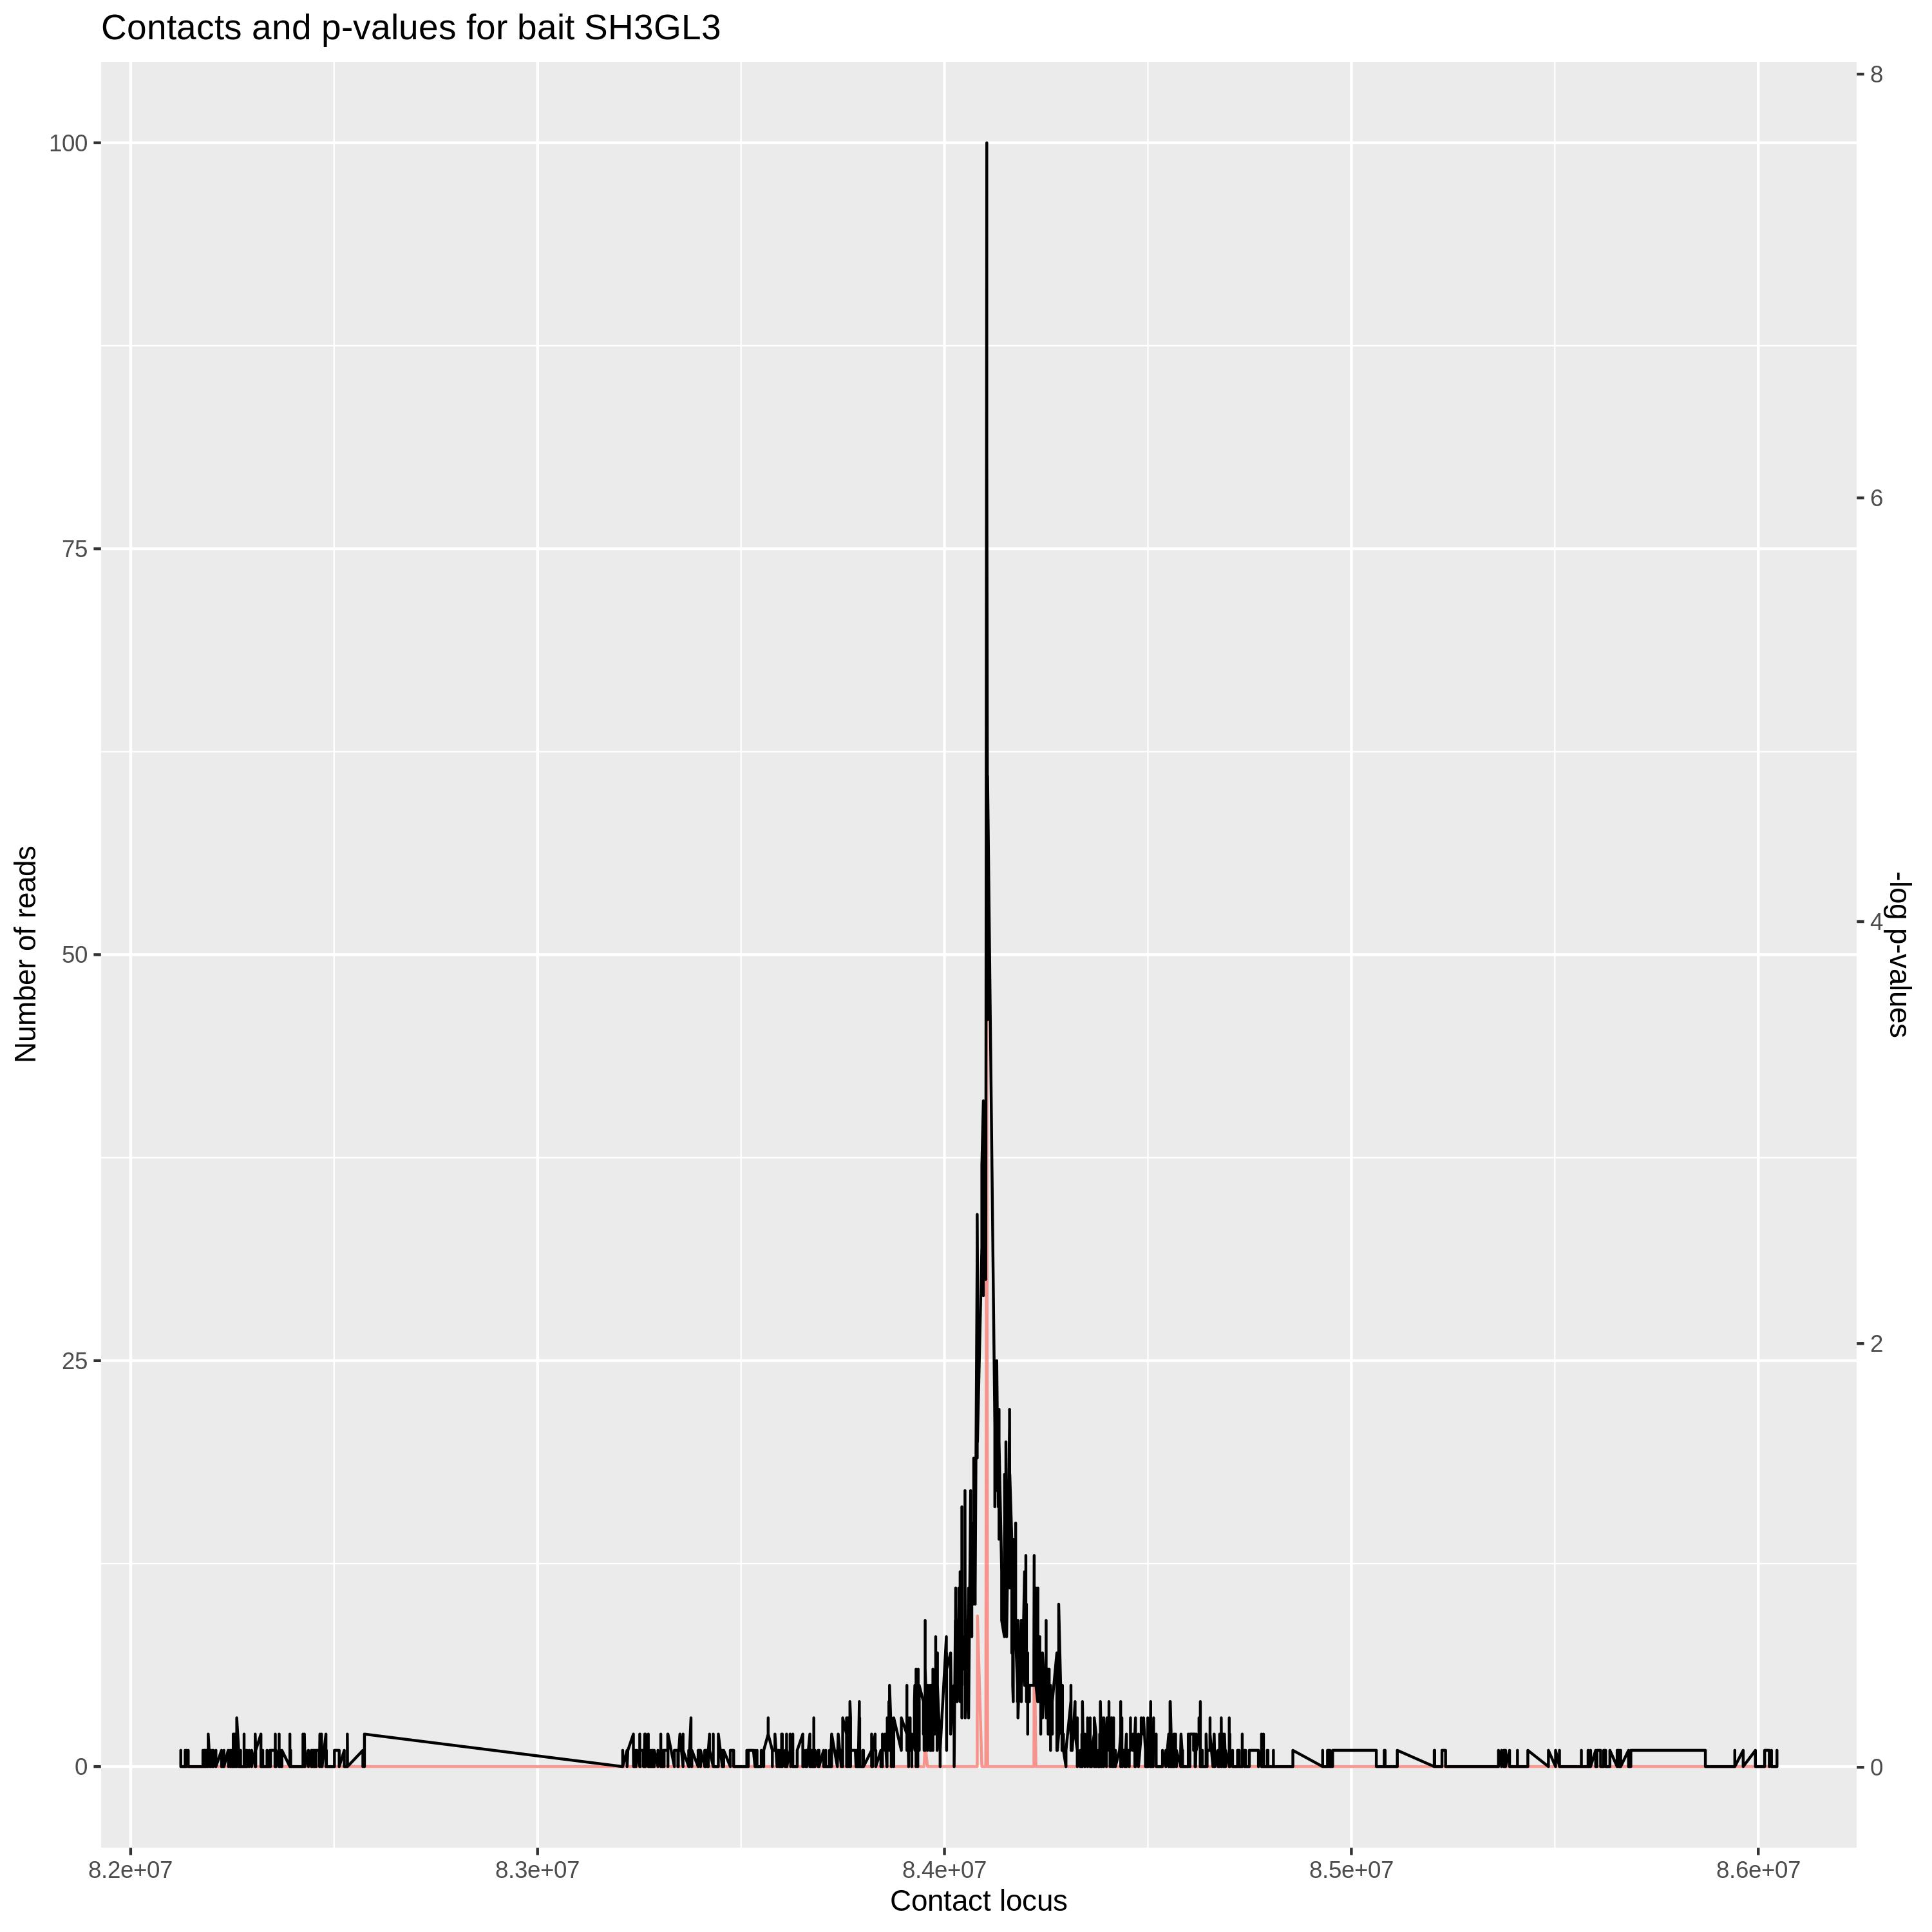 Contacts and p-values for bait SH3GL3
100
75
50
25
0
Number of reads
8
6
4
2
0
-log p-values
8.2e+07 8.3e+07 8.4e+07 8.5e+07 8.6e+07
Contact locus